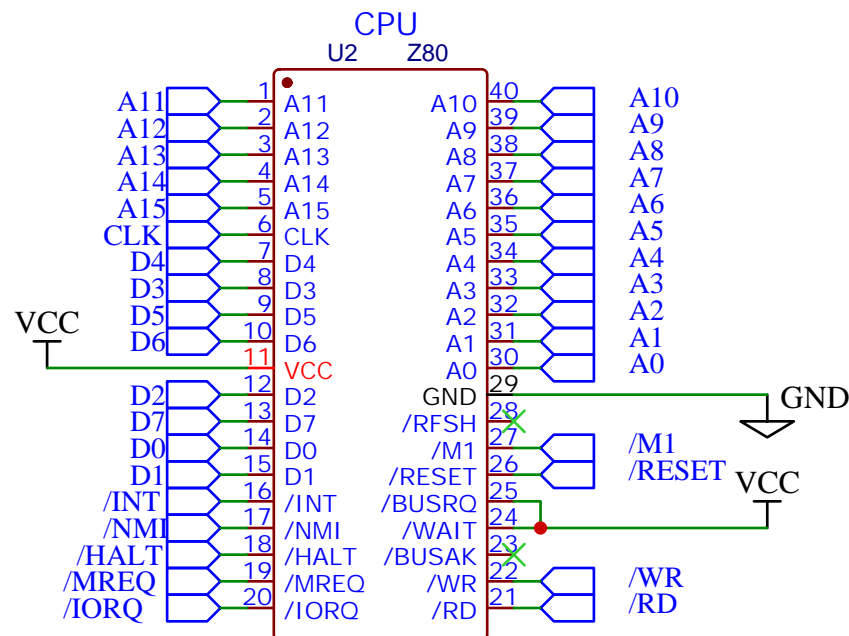 CPU
U2 Z80
A11 1 A11 A10 40 A10
A12 2 A12 A9 39 A9
A13 3 A13 A8 38 A8
A14 4 A14 A7 37 A7
A15 5 A15 A6 36 A6
CLK 6 CLK A5 35 A5
D4 7 D4 A4 34 A4
D3 8 D3 A3 33 A3
D5 9 D5 A2 32 A2
D6 10 D6 A1 31 A1
VCC 11 VCC A0 30 A0
D2 12 D2 GND 29 GND
D7 13 D7 /RFSH 28
D0 14 D0 /M1 27 /M1
D1 15 D1 /RESET 26 /RESET
/INT 16 /INT /BUSRQ 25 VCC
/NMI 17 /NMI /WAIT 24
/HALT 18 /HALT /BUSAK 23
/MREQ 19 /MREQ /WR 22 /WR
/IORQ 20 /IORQ /RD 21 /RD